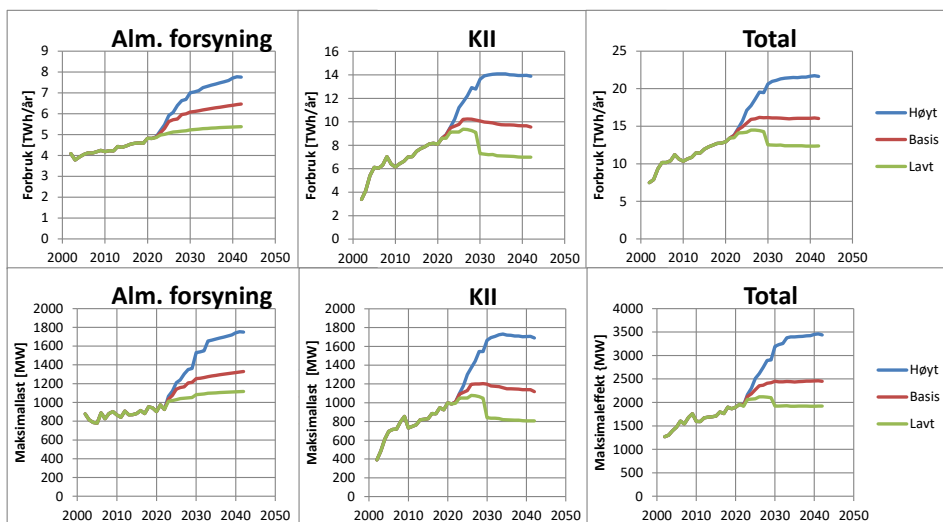 Alm. forsyning
Forbruk [TWh/år]
9
8
7
6
5
4
3
2
1
0
2000 2010 2020 2030 2040 2050
KII
Forbruk [TWh/år]
16
14
12
10
8
6
4
2
0
2000 2010 2020 2030 2040 2050
Total
Forbruk [TWh/år]
25
20
15
10
5
0
2000 2010 2020 2030 2040 2050
Høyt
Basis
Lavt
Alm. forsyning
Maksimallast [MW]
2000
1800
1600
1400
1200
1000
800
600
400
200
0
2000 2010 2020 2030 2040 2050
KII
Maksimallast [MW]
2000
1800
1600
1400
1200
1000
800
600
400
200
0
2000 2010 2020 2030 2040 2050
Total
Maksimaleffekt {MW]
4000
3500
3000
2500
2000
1500
1000
500
0
2000 2010 2020 2030 2040 2050
Høyt
Basis
Lavt